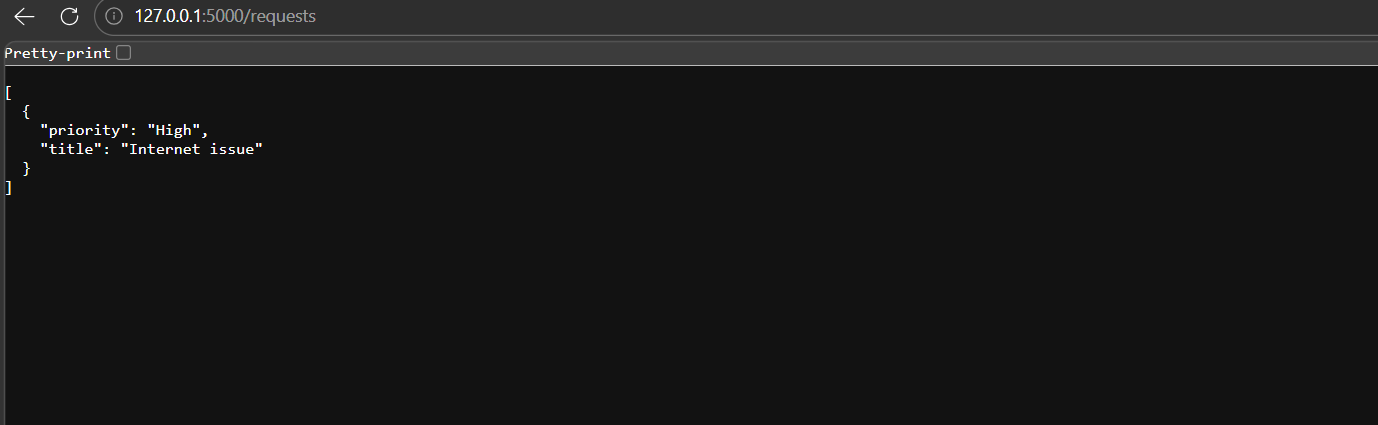 127.0.0.1:5000/requests
Pretty-print
[
  {
    "priority": "High",
    "title": "Internet issue"
  }
]